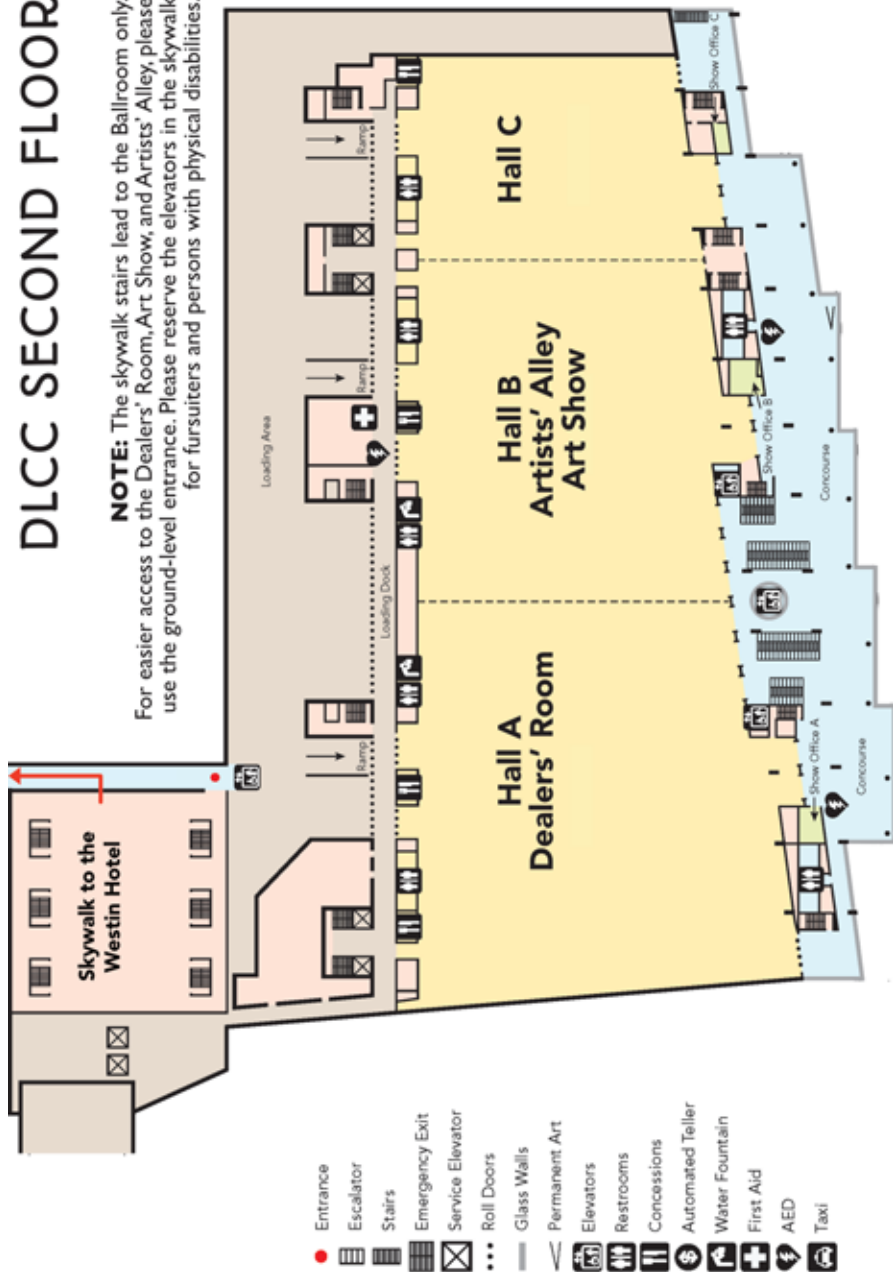 DLCC SECOND FLOOR
NOTE: The skywalk stairs lead to the Ballroom only.
For easier access to the Dealers' Room, Art Show, and Artists' Alley, please
use the ground-level entrance. Please reserve the elevators in the skywalk
for fursuiters and persons with physical disabilities.
Skywalk to the
Westin Hotel
Loading Area
Ramp
Ramp
Ramp
Loading Dock
Hall A
Dealers' Room
Hall B
Artists' Alley
Art Show
Hall C
Show Office A
Show Office B
Show Office C
Concourse
Concourse
Entrance
Escalator
Stairs
Emergency Exit
Service Elevator
Roll Doors
Glass Walls
Permanent Art
Elevators
Restrooms
Concessions
$ Automated Teller
Water Fountain
First Aid
AED
Taxi